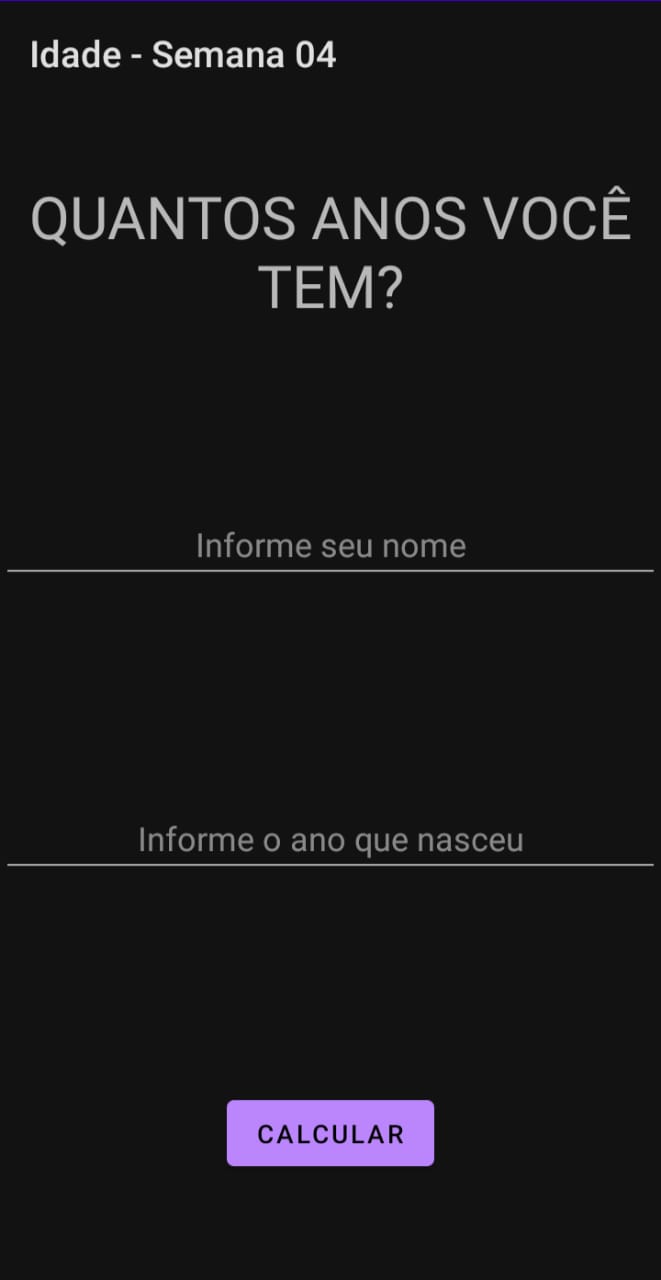 Idade - Semana 04
QUANTOS ANOS VOCÊ
TEM?
Informe seu nome
Informe o ano que nasceu
CALCULAR